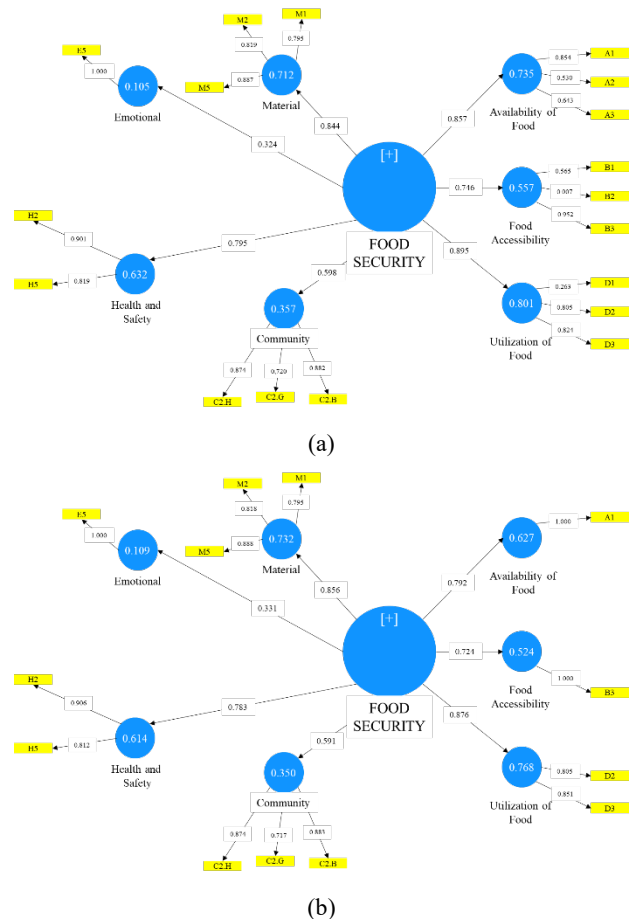 M2
M1
E5
0.819
0.795
A1
0.854
1.000
0.105
M5
0.887
0.712
0.735
0.530
A2
Emotional
Material
Availability of
Food
0.643
A3
0.857
0.844
0.324
[+]
0.565
B1
0.746
0.557
0.007
B2
Food
Accessibility
0.952
B3
H2
0.901
0.795
FOOD
SECURITY
0.895
0.632
0.598
H5
0.819
Health and
Safety
0.357
0.801
0.263
D1
0.805
D2
Community
Utilization of
Food
0.824
D3
0.874
0.720
0.882
C2.H
C2.G
C2.B
(a)
M2
M1
E5
0.818
0.795
1.000
A1
1.000
0.109
M5
0.888
0.732
0.627
Emotional
Material
Availability of
Food
0.792
0.856
0.331
[+]
0.724
0.524
Food
Accessibility
1.000
B3
H2
0.906
0.783
FOOD
SECURITY
0.876
0.614
0.591
H5
0.812
Health and
Safety
0.350
0.768
0.805
D2
Community
Utilization of
Food
0.851
D3
0.874
0.717
0.883
C2.H
C2.G
C2.B
(b)